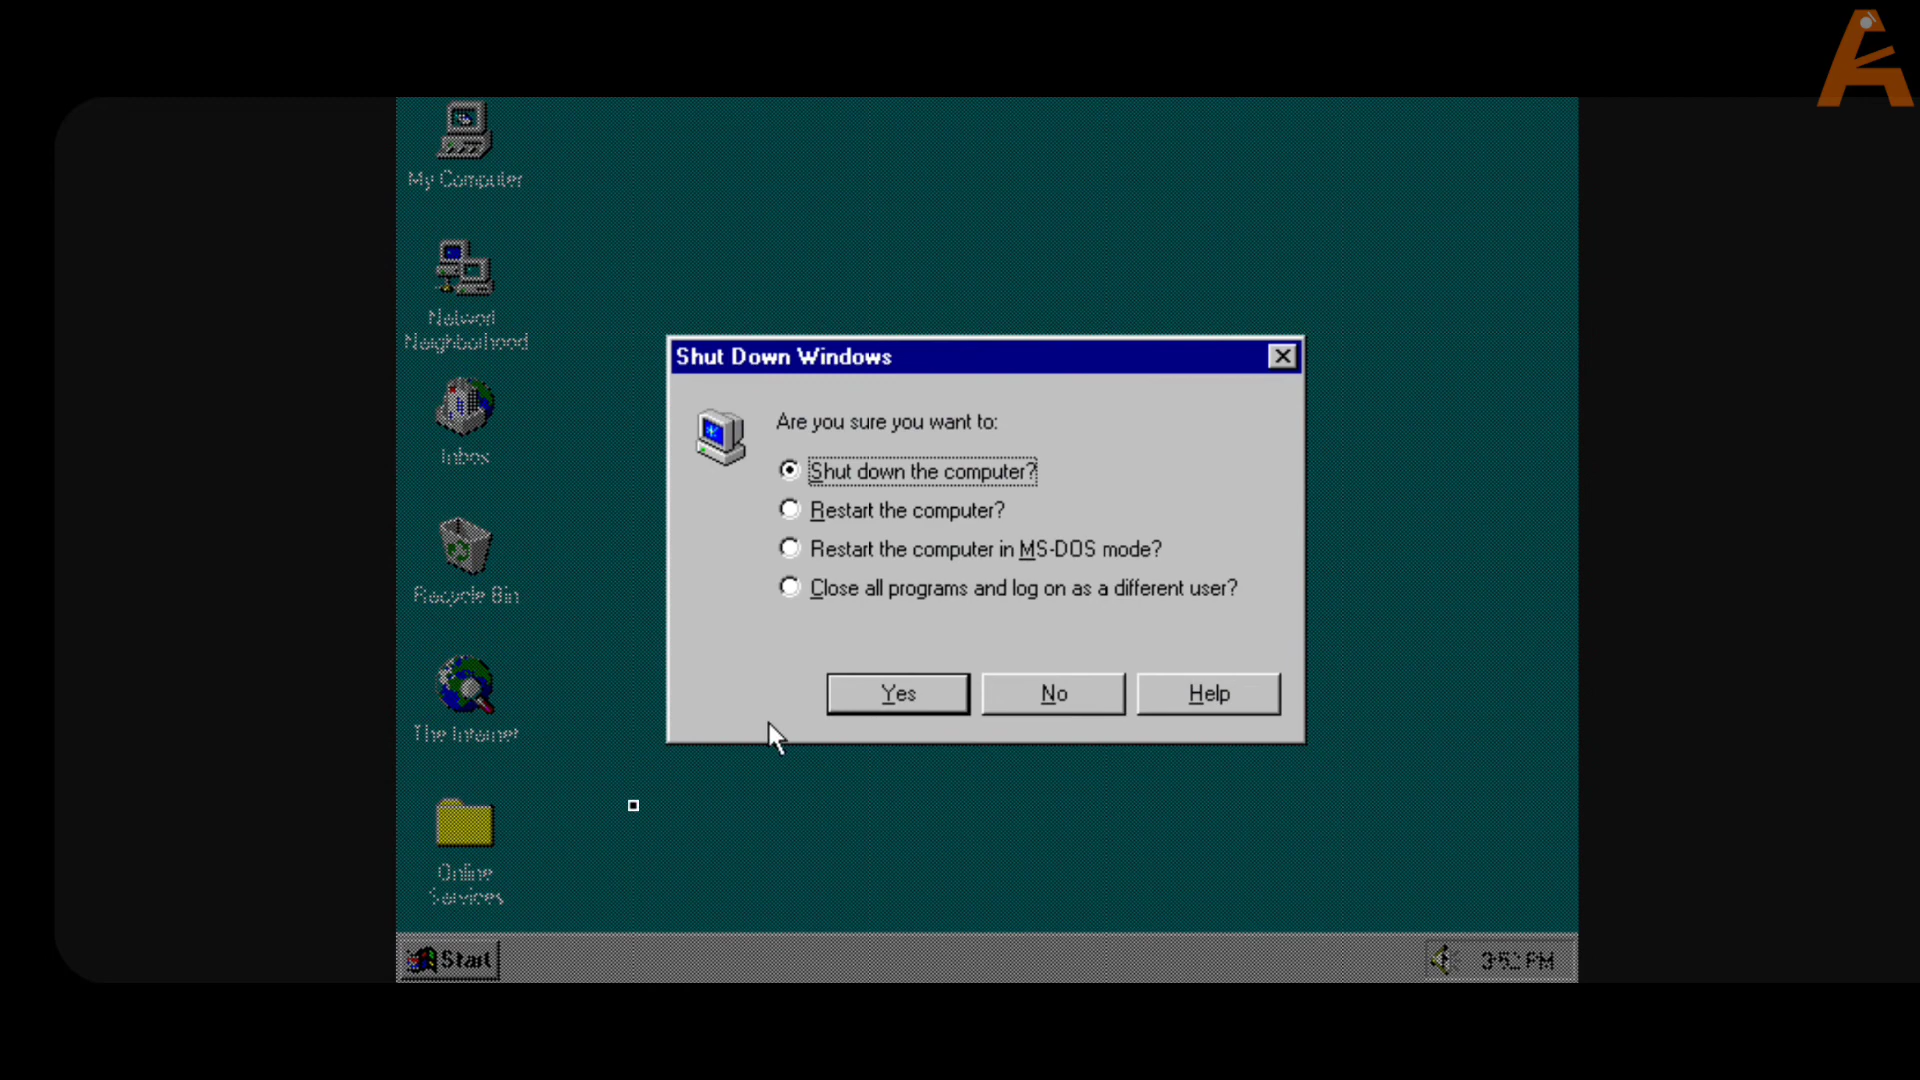 My Computer
Network
Neighborhood
Inbox
Recycle Bin
The Internet
Online
Services
Shut Down Windows
Are you sure you want to:
Shut down the computer?
Restart the computer?
Restart the computer in MS-DOS mode?
Close all programs and log on as a different user?
Yes
No
Help
Start